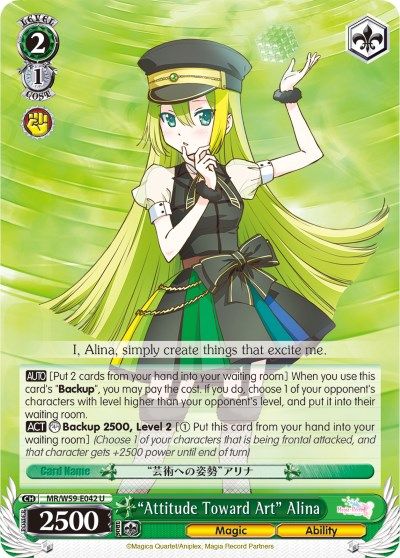 LEVEL
2
1
COST
I, Alina, simply create things that excite me.
AUTO [Put 2 cards from your hand into your waiting room] When you use this
card's "Backup", you may pay the cost. If you do, choose 1 of your opponent's
characters with level higher than your opponent's level, and put it into their
waiting room.
ACT Backup 2500, Level 2 [① Put this card from your hand into your
waiting room] (Choose 1 of your characters that is being frontal attacked, and
that character gets +2500 power until end of turn)
Card Name
"芸術への姿勢"アリナ
CH MR/W59-E042 U
POWER
2500
"Attitude Toward Art" Alina
Magic
Ability
©Magica Quartet/Aniplex, Magia Record Partners